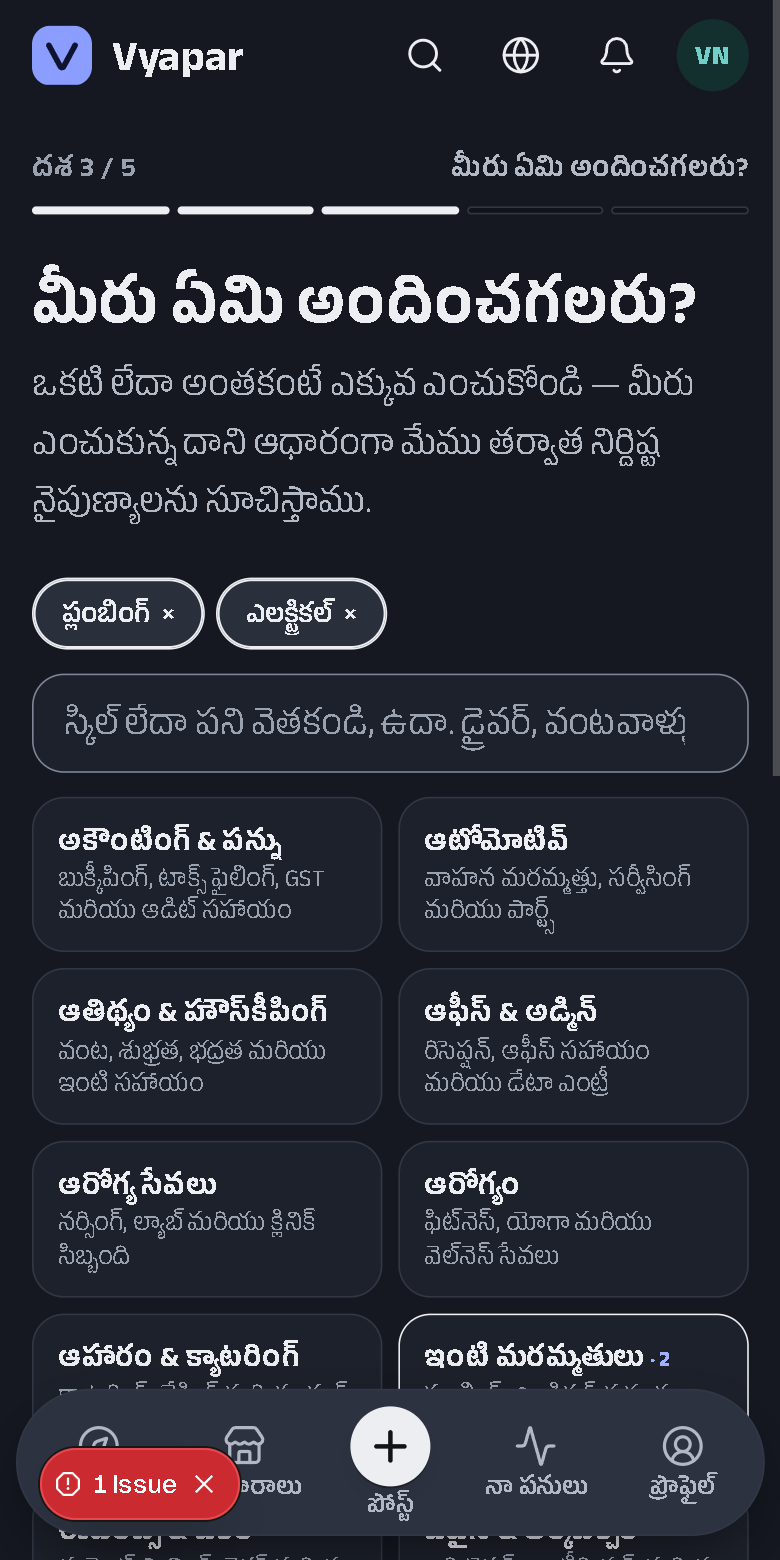 Vyapar
VN
దశ 3 / 5
మీరు ఏమి అందించగలరు?
మీరు ఏమి అందించగలరు?
ఒకటి లేదా అంతకంటే ఎక్కువ ఎంచుకోండి — మీరు
ఎంచుకున్న దాని ఆధారంగా మేము తర్వాత నిర్దిష్ట
నైపుణ్యాలను సూచిస్తాము.
ప్లంబింగ్ × ఎలక్ట్రికల్ ×
స్కిల్ లేదా పని వెతకండి, ఉదా. డ్రైవర్, వంటవాళ్ళు
అకౌంటింగ్ & పన్ను
బుక్కీపింగ్, టాక్స్ ఫైలింగ్, GST
మరియు ఆడిట్ సహాయం
ఆటోమోటివ్
వాహన మరమ్మత్తు, సర్వీసింగ్
మరియు పార్ట్స్
ఆతిథ్యం & హౌస్‌కీపింగ్
వంట, శుభ్రత, భద్రత మరియు
ఇంటి సహాయం
ఆఫీస్ & అడ్మిన్
రిసెప్షన్, ఆఫీస్ సహాయం
మరియు డేటా ఎంట్రీ
ఆరోగ్య సేవలు
నర్సింగ్, ల్యాబ్ మరియు క్లినిక్
సిబ్బంది
ఆరోగ్యం
ఫిట్‌నెస్, యోగా మరియు
వెల్‌నెస్ సేవలు
ఆహారం & క్యాటరింగ్
ఇంటి మరమ్మతులు · 2
1 Issue ×
పోస్ట్
నా పనులు
ప్రొఫైల్